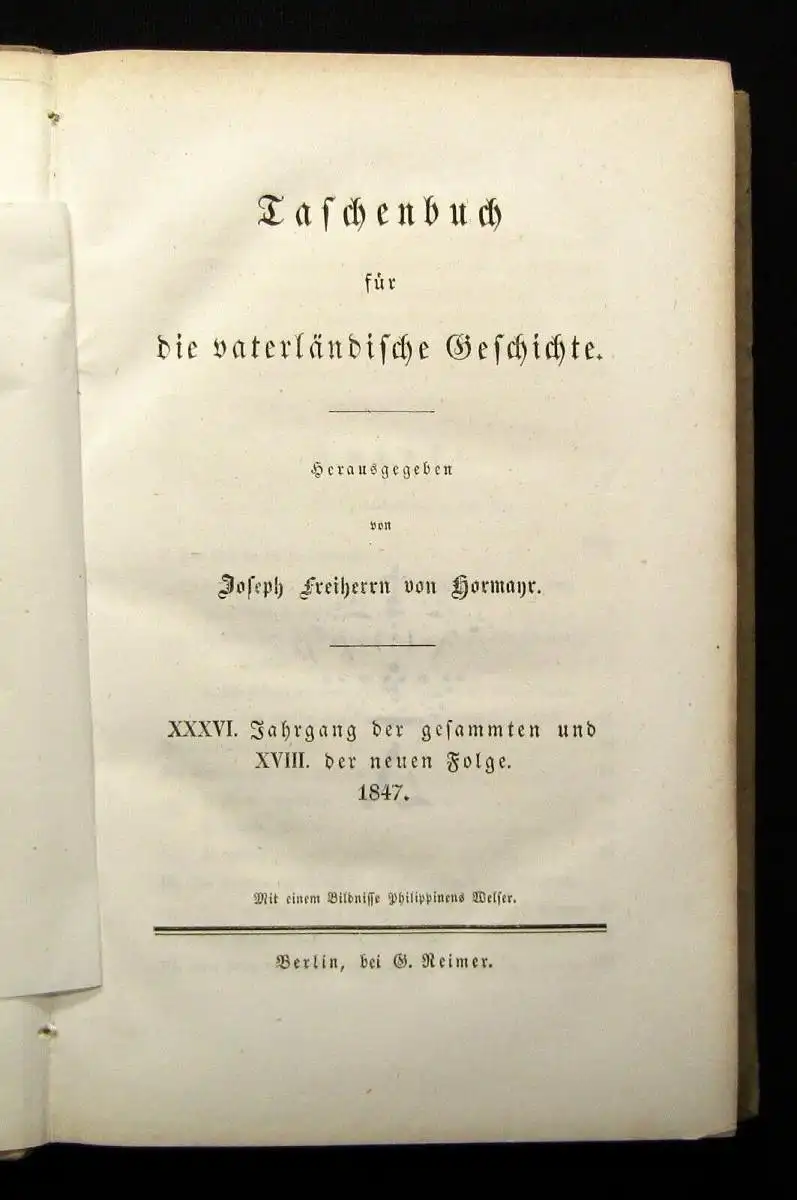 Taschenbuch
für
die vaterländische Geschichte.
Herausgegeben
von
Joseph Freiherrn von Hormayr.
XXXVI. Jahrgang der gesammten und
XVIII. der neuen Folge.
1847.
Mit einem Bildnisse Philippinens Welser.
Berlin, bei G. Reimer.